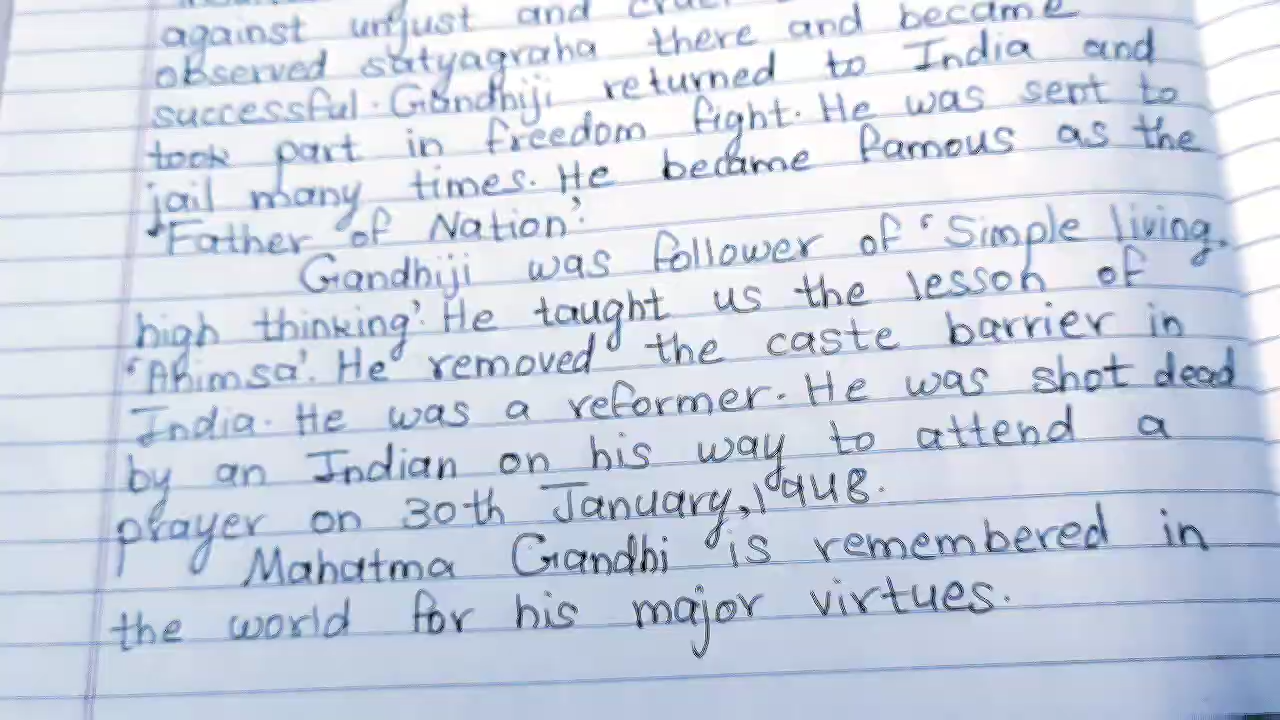 against unjust and
observed satyagraha there and became
successful. Gandhiji returned to India and
took part in freedom fight. He was sent to
jail many times. He became famous as the
'Father of Nation'.
Gandhiji was follower of 'Simple living,
high thinking'. He taught us the lesson of
'Ahimsa'. He removed the caste barrier in
India. He was a reformer. He was shot dead
by an Indian on his way to attend a
prayer on 30th January, 1948.
Mahatma Gandhi is remembered in
the world for his major virtues.